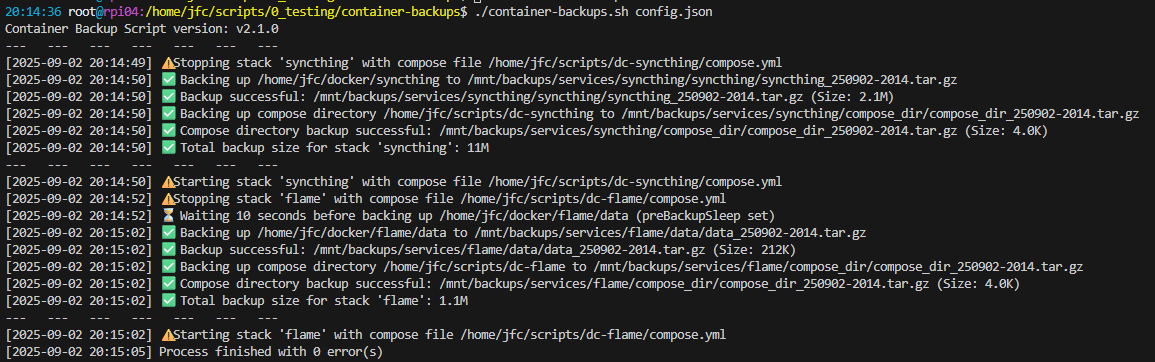 20:14:36 root@rpi04:/home/jfc/scripts/0_testing/container-backups$ ./container-backups.sh config.json
Container Backup Script version: v2.1.0
---   ---   ---   ---   ---   ---
[2025-09-02 20:14:49] ⚠️Stopping stack 'syncthing' with compose file /home/jfc/scripts/dc-syncthing/compose.yml
[2025-09-02 20:14:50] ✅ Backing up /home/jfc/docker/syncthing to /mnt/backups/services/syncthing/syncthing/syncthing_250902-2014.tar.gz
[2025-09-02 20:14:50] ✅ Backup successful: /mnt/backups/services/syncthing/syncthing/syncthing_250902-2014.tar.gz (Size: 2.1M)
[2025-09-02 20:14:50] ✅ Backing up compose directory /home/jfc/scripts/dc-syncthing to /mnt/backups/services/syncthing/compose_dir/compose_dir_250902-2014.tar.gz
[2025-09-02 20:14:50] ✅ Compose directory backup successful: /mnt/backups/services/syncthing/compose_dir/compose_dir_250902-2014.tar.gz (Size: 4.0K)
[2025-09-02 20:14:50] ✅ Total backup size for stack 'syncthing': 11M
---   ---   ---   ---   ---   ---
[2025-09-02 20:14:50] ⚠️Starting stack 'syncthing' with compose file /home/jfc/scripts/dc-syncthing/compose.yml
[2025-09-02 20:14:52] ⚠️Stopping stack 'flame' with compose file /home/jfc/scripts/dc-flame/compose.yml
[2025-09-02 20:14:52] ⏳ Waiting 10 seconds before backing up /home/jfc/docker/flame/data (preBackupSleep set)
[2025-09-02 20:15:02] ✅ Backing up /home/jfc/docker/flame/data to /mnt/backups/services/flame/data/data_250902-2014.tar.gz
[2025-09-02 20:15:02] ✅ Backup successful: /mnt/backups/services/flame/data/data_250902-2014.tar.gz (Size: 212K)
[2025-09-02 20:15:02] ✅ Backing up compose directory /home/jfc/scripts/dc-flame to /mnt/backups/services/flame/compose_dir/compose_dir_250902-2014.tar.gz
[2025-09-02 20:15:02] ✅ Compose directory backup successful: /mnt/backups/services/flame/compose_dir/compose_dir_250902-2014.tar.gz (Size: 4.0K)
[2025-09-02 20:15:02] ✅ Total backup size for stack 'flame': 1.1M
---   ---   ---   ---   ---   ---
[2025-09-02 20:15:02] ⚠️Starting stack 'flame' with compose file /home/jfc/scripts/dc-flame/compose.yml
[2025-09-02 20:15:05] Process finished with 0 error(s)